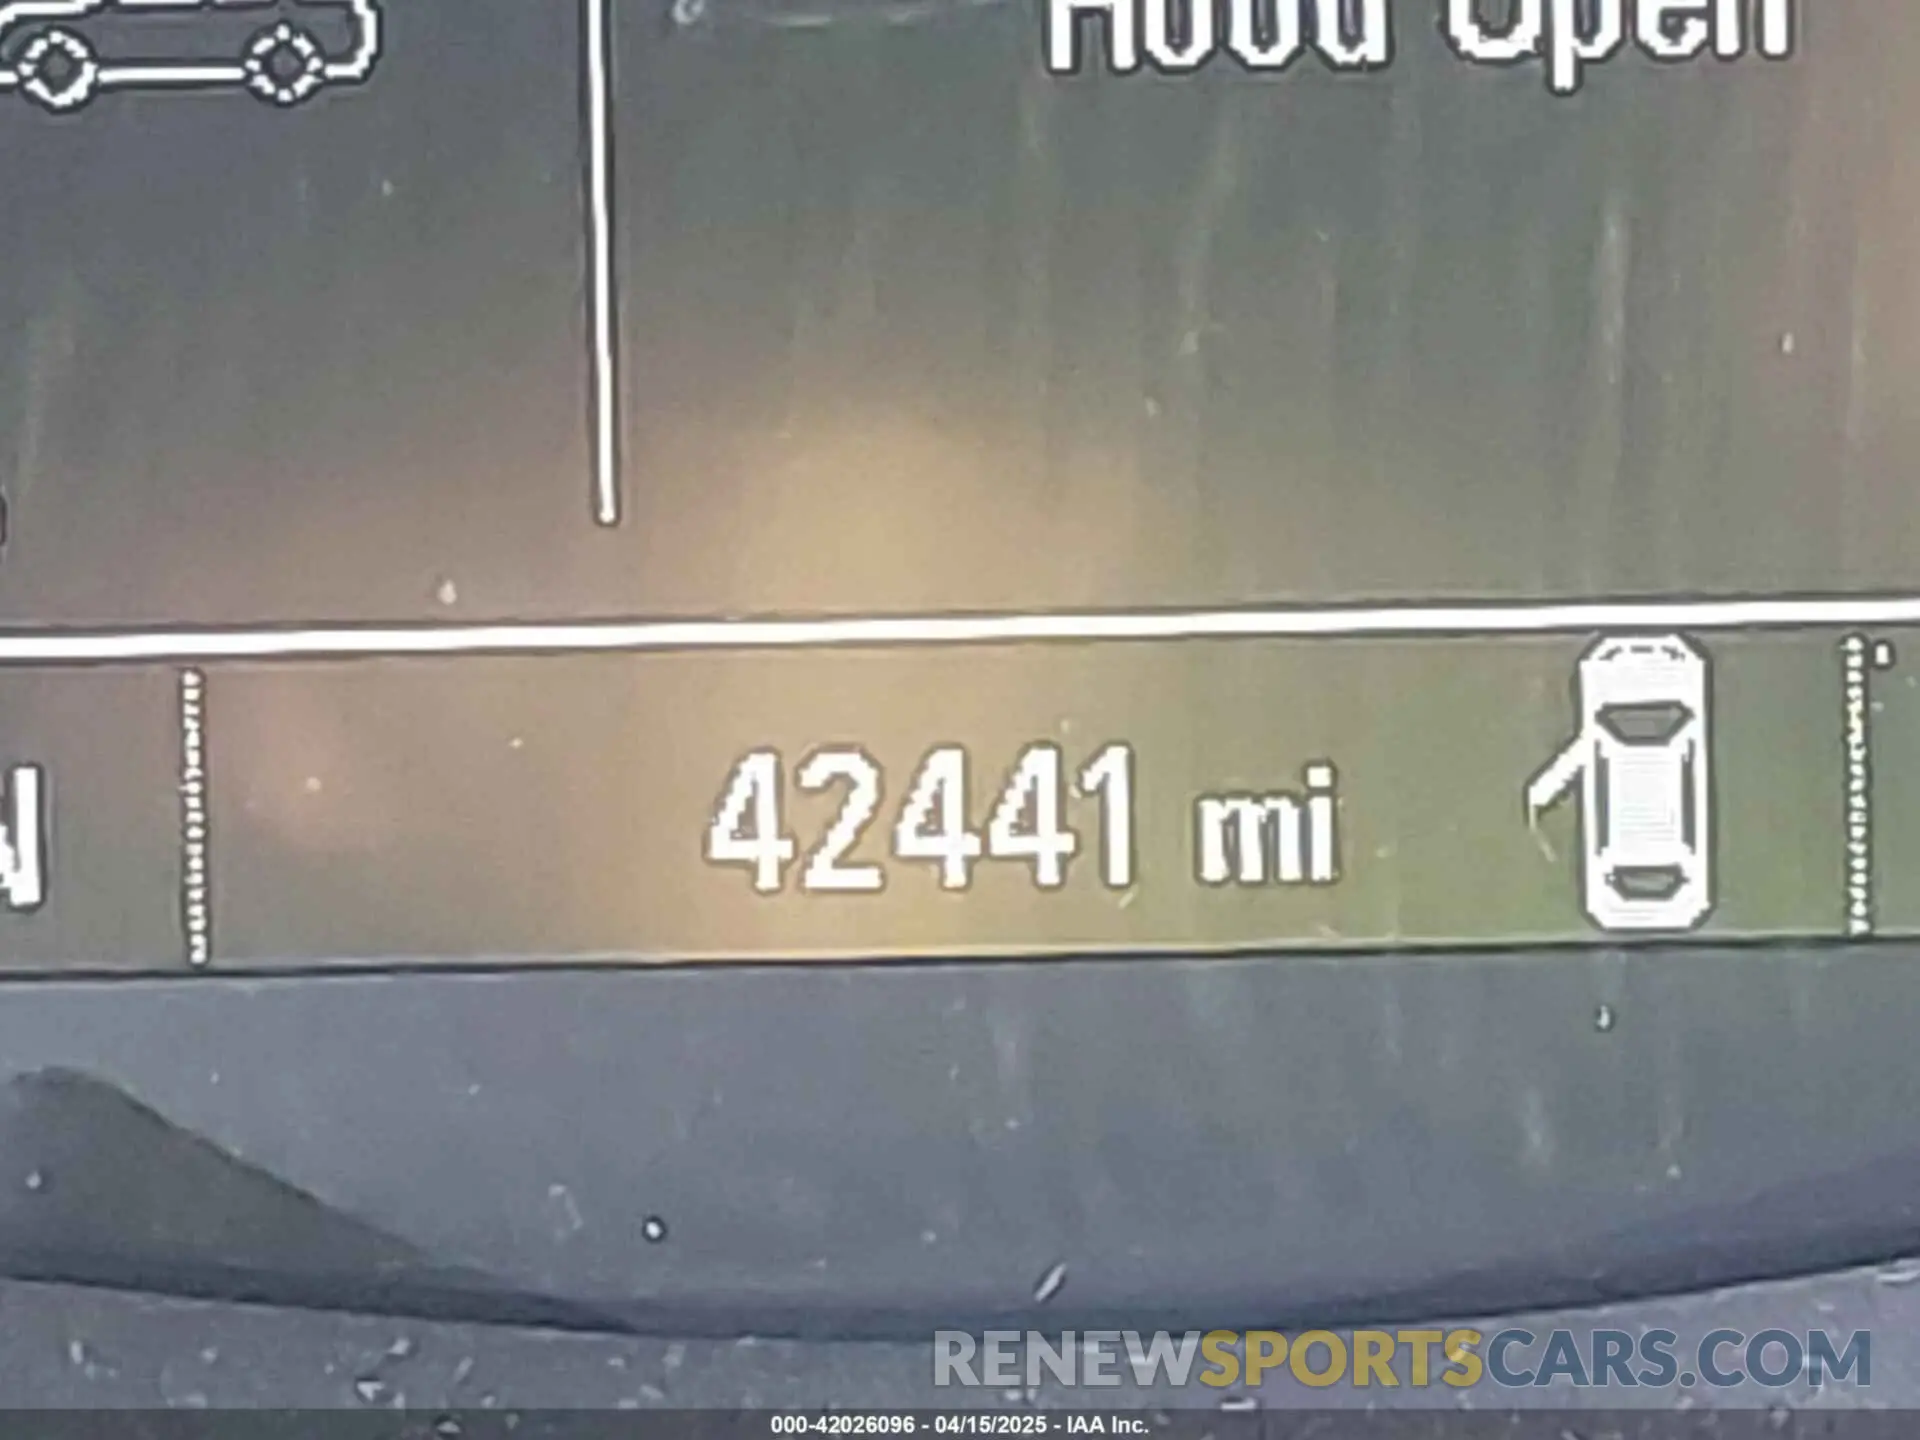 Hood Open
N
42441 mi
RENEWSPORTSCARS.COM
000-42026096 - 04/15/2025 - IAA Inc.